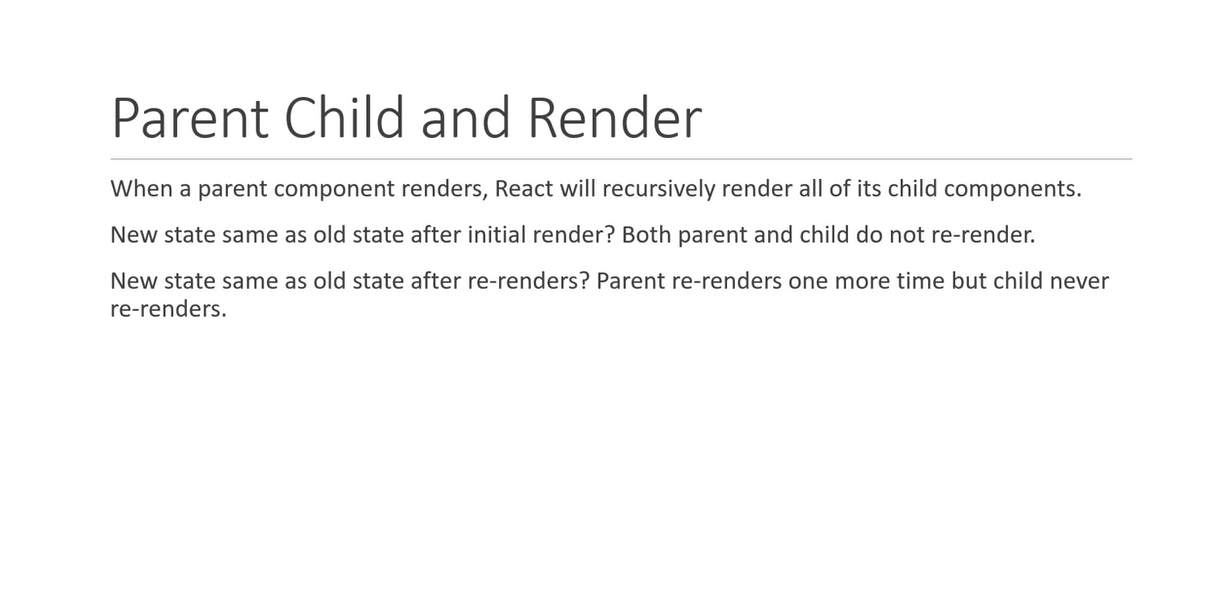 Parent Child and Render
When a parent component renders, React will recursively render all of its child components.
New state same as old state after initial render? Both parent and child do not re-render.
New state same as old state after re-renders? Parent re-renders one more time but child never
re-renders.